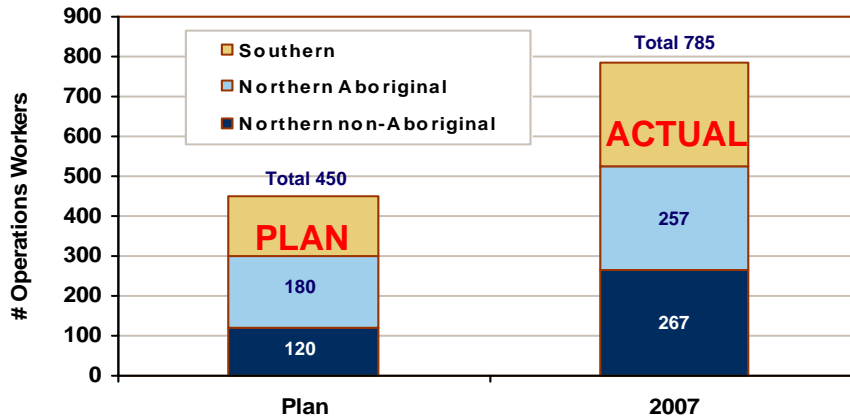 # Operations Workers
900
800
700
600
500
400
300
200
100
0
Southern
Northern Aboriginal
Northern non-Aboriginal
Total 450
PLAN
180
120
Total 785
ACTUAL
257
267
Plan
2007